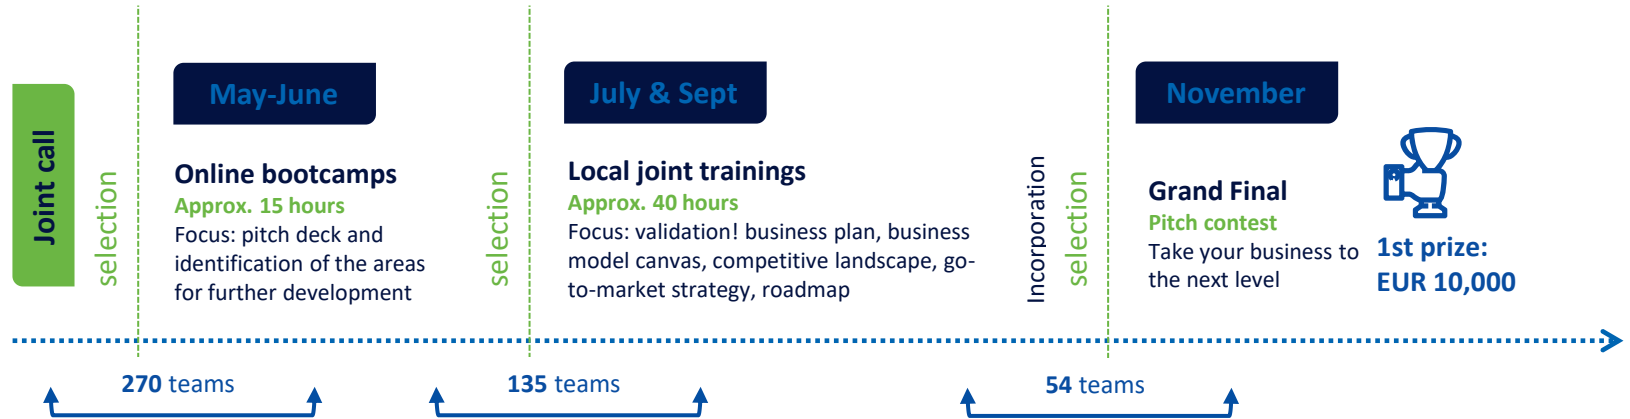 Joint call
selection
May-June
Online bootcamps
Approx. 15 hours
Focus: pitch deck and
identification of the areas
for further development
selection
July & Sept
Local joint trainings
Approx. 40 hours
Focus: validation! business plan, business
model canvas, competitive landscape, go-
to-market strategy, roadmap
Incorporation
selection
November
Grand Final
Pitch contest
Take your business to
the next level
1st prize:
EUR 10,000
270 teams
135 teams
54 teams